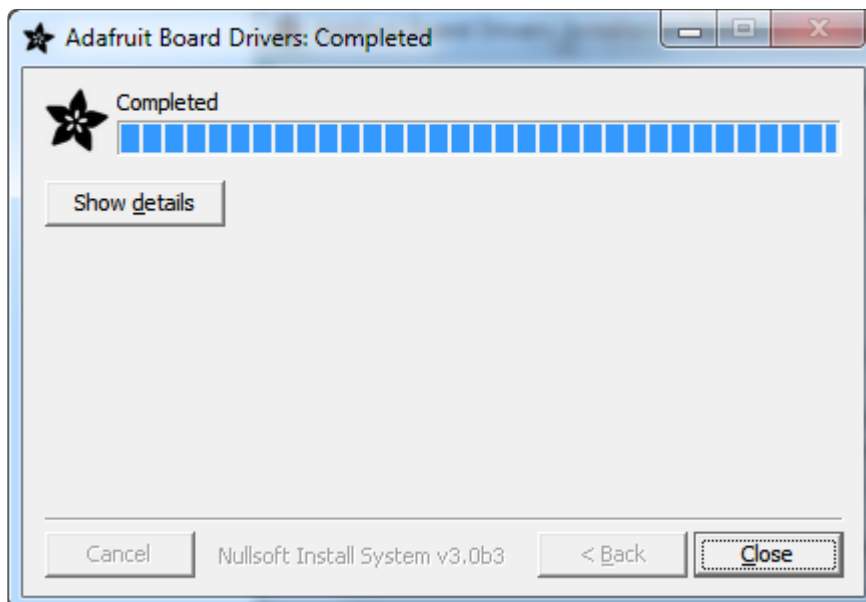 Adafruit Board Drivers: Completed
Completed
Show details
Cancel
Nullsoft Install System v3.0b3
< Back
Close